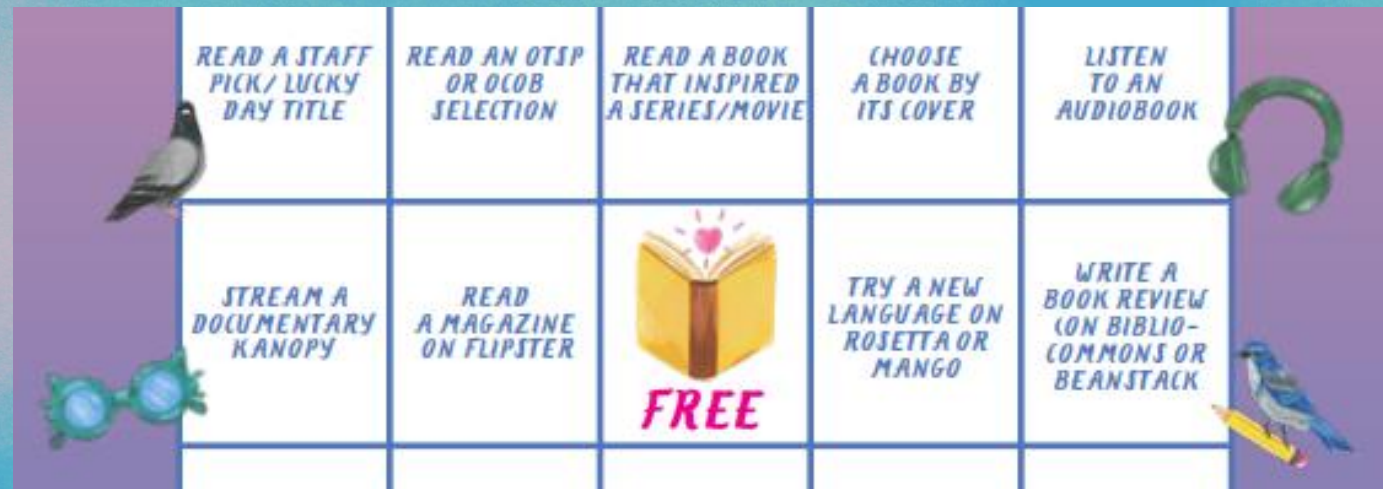 READ A STAFF
PICK/ LUCKY
DAY TITLE
READ AN OTSP
OR OCOB
SELECTION
READ A BOOK
THAT INSPIRED
A SERIES/MOVIE
CHOOSE
A BOOK BY
ITS COVER
LISTEN
TO AN
AUDIOBOOK
STREAM A
DOCUMENTARY
KANOPY
READ
A MAGAZINE
ON FLIPSTER
FREE
TRY A NEW
LANGUAGE ON
ROSETTA OR
MANGO
WRITE A
BOOK REVIEW
(ON BIBLIO-
COMMONS OR
BEANSTACK